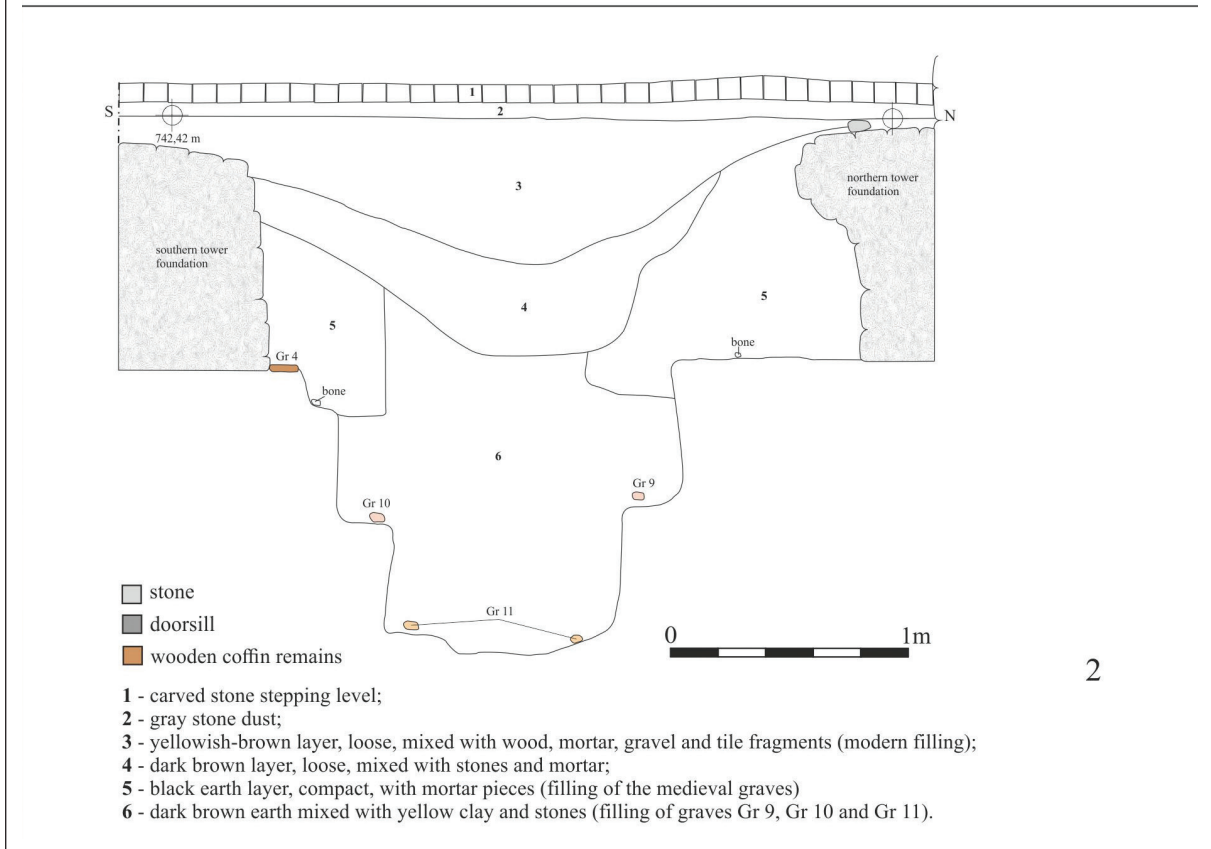 1
2
S
N
742,42 m
3
northern tower
foundation
southern tower
foundation
4
5
5
Gr 4
bone
bone
6
Gr 9
Gr 10
Gr 11
stone
doorsill
wooden coffin remains
0 1m
2
1 - carved stone stepping level;
2 - gray stone dust;
3 - yellowish-brown layer, loose, mixed with wood, mortar, gravel and tile fragments (modern filling);
4 - dark brown layer, loose, mixed with stones and mortar;
5 - black earth layer, compact, with mortar pieces (filling of the medieval graves)
6 - dark brown earth mixed with yellow clay and stones (filling of graves Gr 9, Gr 10 and Gr 11).